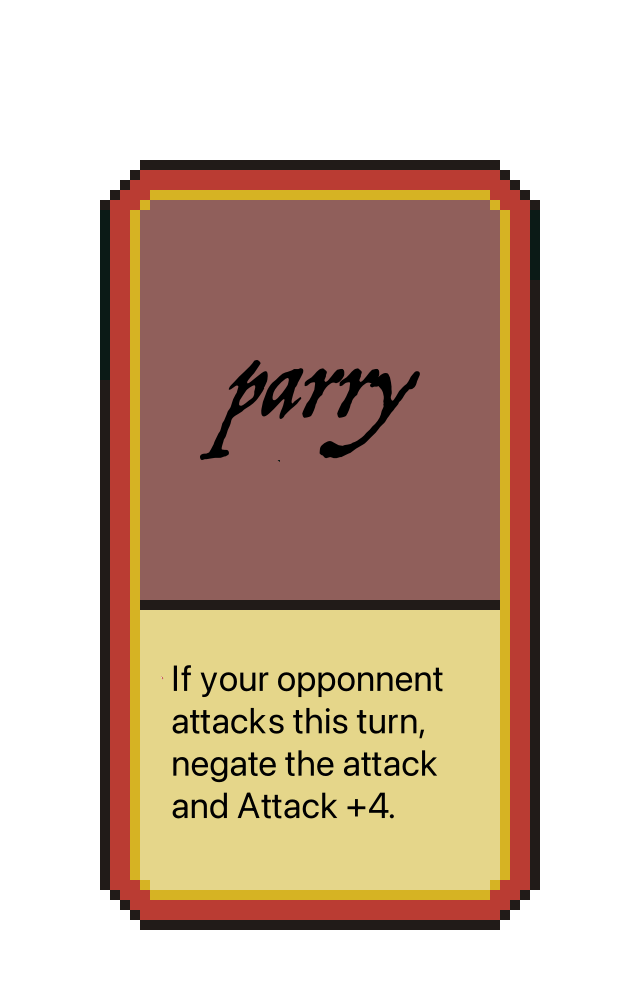 parry
If your opponnent
attacks this turn,
negate the attack
and Attack +4.